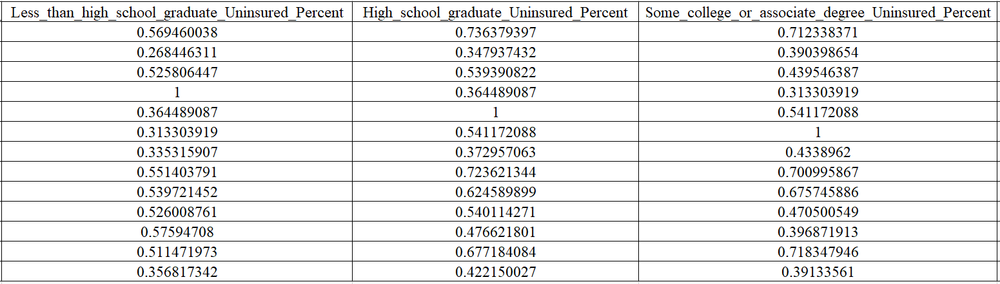 Less_than_high_school_graduate_Uninsured_Percent High_school_graduate_Uninsured_Percent Some_college_or_associate_degree_Uninsured_Percent
0.569460038 0.736379397 0.712338371
0.268446311 0.347937432 0.390398654
0.525806447 0.539390822 0.439546387
1 0.364489087 0.313303919
0.364489087 1 0.541172088
0.313303919 0.541172088 1
0.335315907 0.372957063 0.4338962
0.551403791 0.723621344 0.700995867
0.539721452 0.624589899 0.675745886
0.526008761 0.540114271 0.470500549
0.57594708 0.476621801 0.396871913
0.511471973 0.677184084 0.718347946
0.356817342 0.422150027 0.39133561